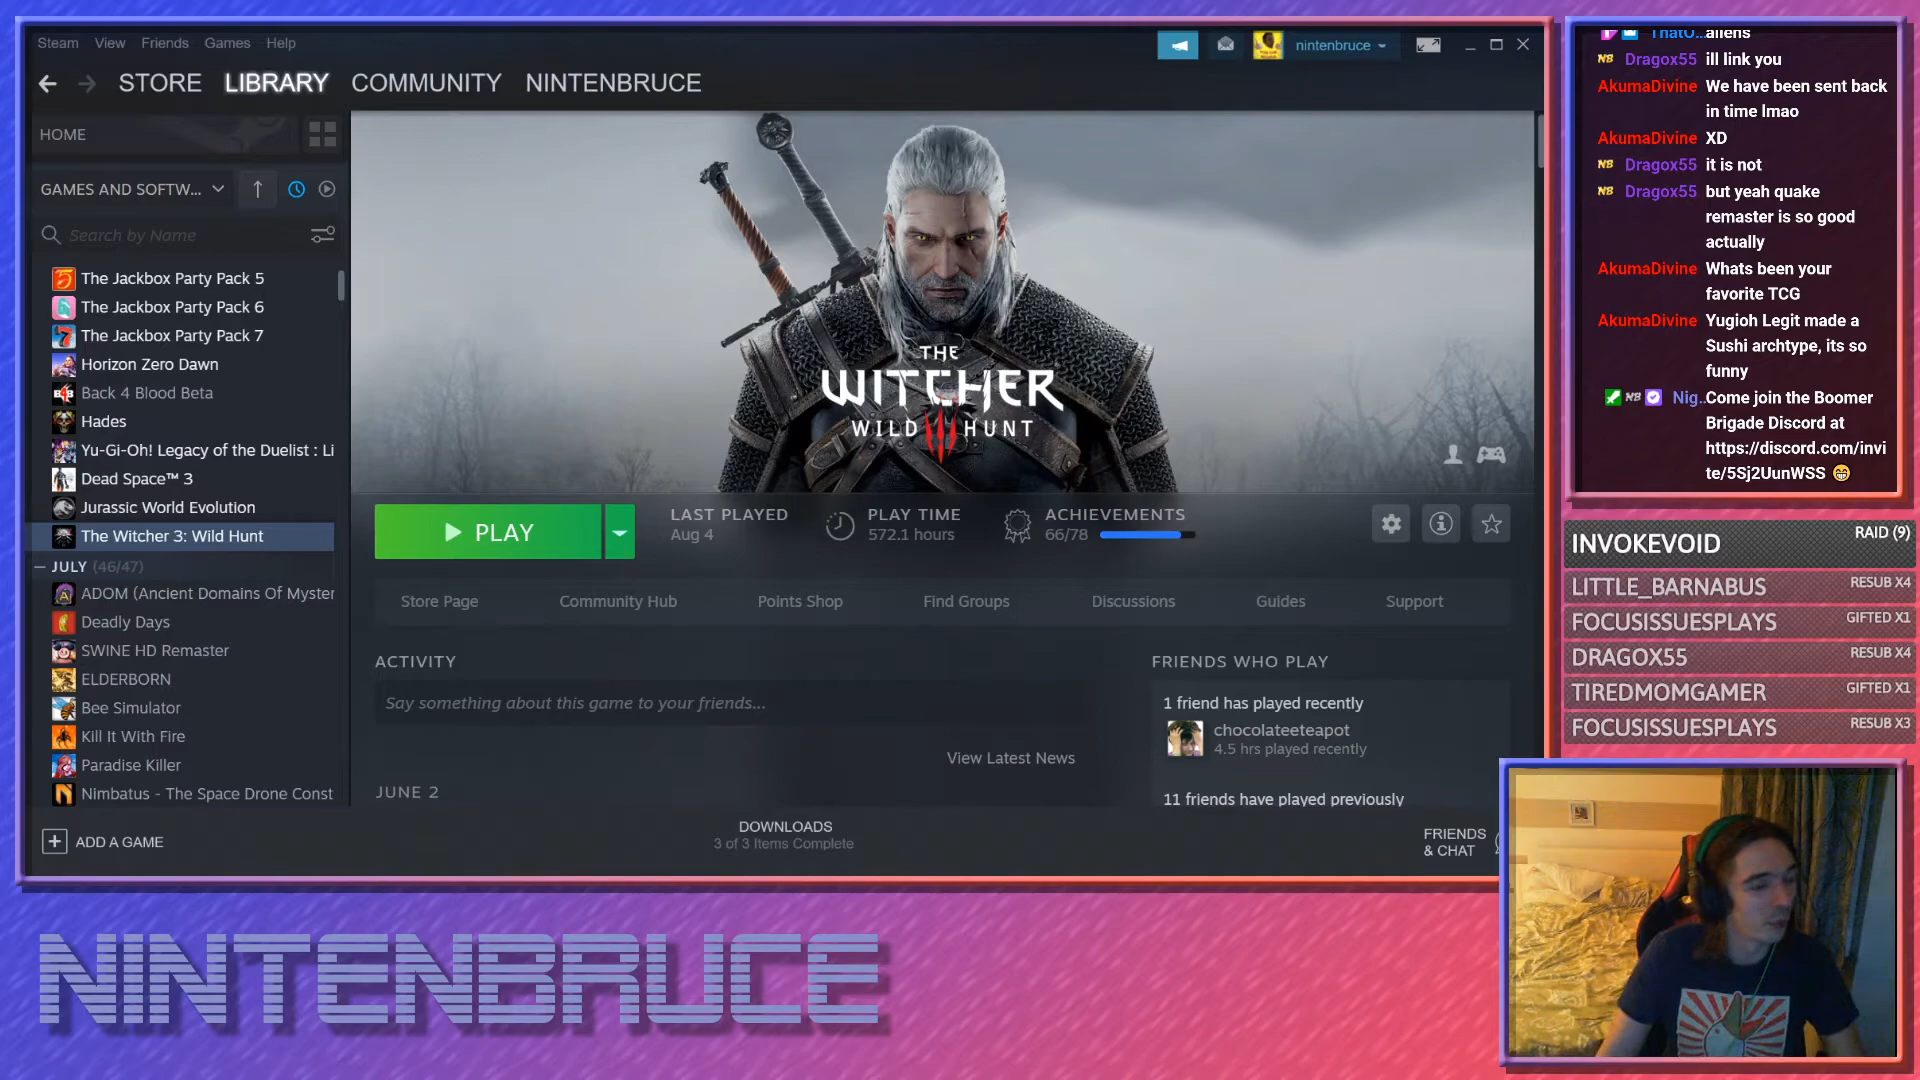 Steam View Friends Games Help
nintenbruce
STORE LIBRARY COMMUNITY NINTENBRUCE
HOME
GAMES AND SOFTW...
Search by Name
The Jackbox Party Pack 5
The Jackbox Party Pack 6
The Jackbox Party Pack 7
Horizon Zero Dawn
Back 4 Blood Beta
Hades
Yu-Gi-Oh! Legacy of the Duelist : Li
Dead Space™ 3
Jurassic World Evolution
The Witcher 3: Wild Hunt
JULY (46/47)
ADOM (Ancient Domains Of Myster
Deadly Days
SWINE HD Remaster
ELDERBORN
Bee Simulator
Kill It With Fire
Paradise Killer
Nimbatus - The Space Drone Const
ADD A GAME
THE
WITCHER
WILD HUNT
PLAY
LAST PLAYED
Aug 4
PLAY TIME
572.1 hours
ACHIEVEMENTS
66/78
Store Page Community Hub Points Shop Find Groups Discussions Guides Support
ACTIVITY
Say something about this game to your friends...
View Latest News
JUNE 2
FRIENDS WHO PLAY
1 friend has played recently
chocolateeteapot
4.5 hrs played recently
11 friends have played previously
DOWNLOADS
3 of 3 Items Complete
FRIENDS
& CHAT
ThatO...aliens
Dragox55 ill link you
AkumaDivine We have been sent back
in time lmao
AkumaDivine XD
Dragox55 it is not
Dragox55 but yeah quake
remaster is so good
actually
AkumaDivine Whats been your
favorite TCG
AkumaDivine Yugioh Legit made a
Sushi archtype, its so
funny
Nig...Come join the Boomer
Brigade Discord at
https://discord.com/invi
te/5Sj2UunWSS 😁
INVOKEVOID RAID (9)
LITTLE_BARNABUS RESUB X4
FOCUSISSUESPLAYS GIFTED X1
DRAGOX55 RESUB X4
TIREDMOMGAMER GIFTED X1
FOCUSISSUESPLAYS RESUB X3
NINTENBRUCE